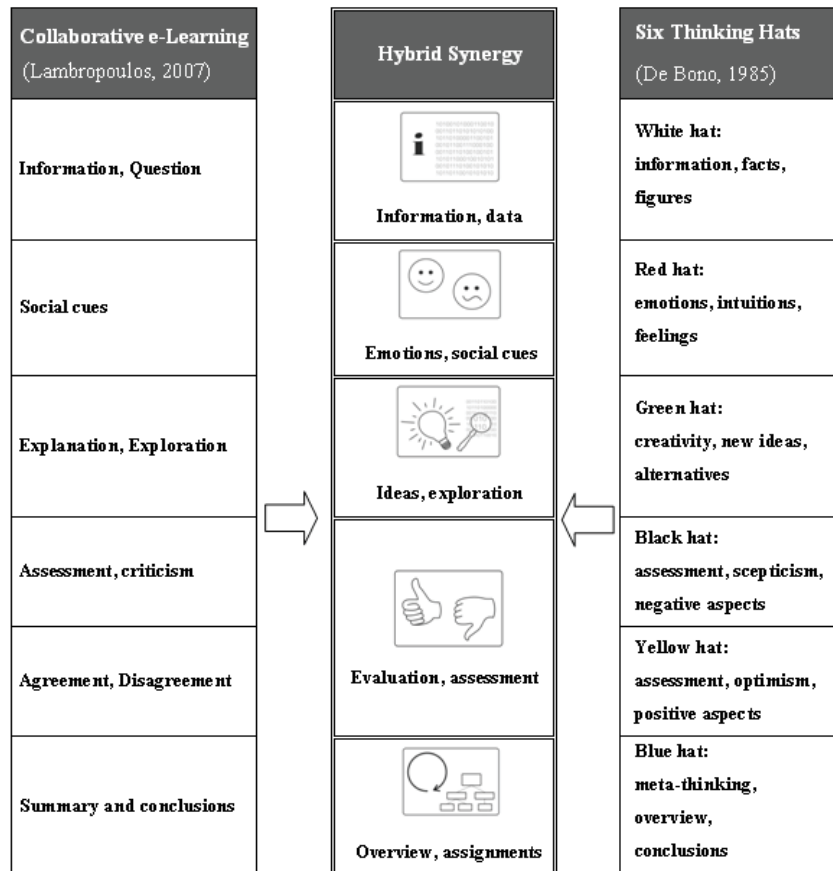 Collaborative e-Learning
(Lambropoulos, 2007)
Information, Question
Social cues
Explanation, Exploration
Assessment, criticism
Agreement, Disagreement
Summary and conclusions
Hybrid Synergy
i
Information, data
Emotions, social cues
Ideas, exploration
Evaluation, assessment
Overview, assignments
Six Thinking Hats
(De Bono, 1985)
White hat:
information, facts,
figures
Red hat:
emotions, intuitions,
feelings
Green hat:
creativity, new ideas,
alternatives
Black hat:
assessment, scepticism,
negative aspects
Yellow hat:
assessment, optimism,
positive aspects
Blue hat:
meta-thinking,
overview,
conclusions